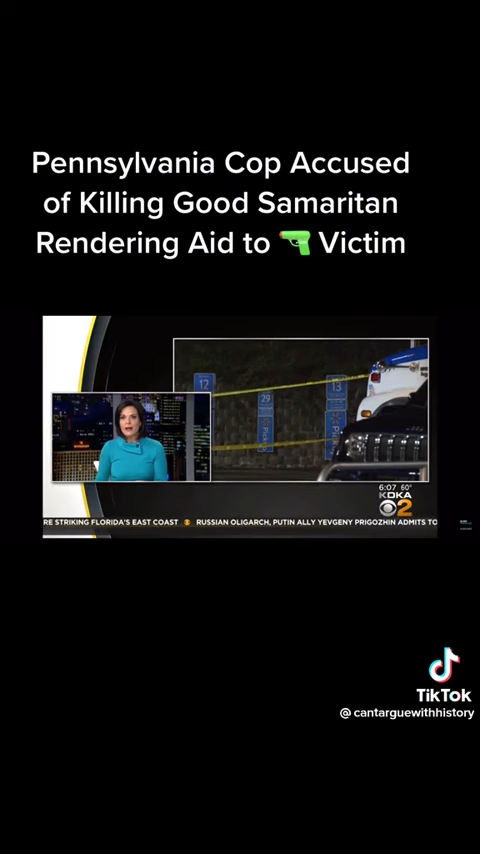 Pennsylvania Cop Accused
of Killing Good Samaritan
Rendering Aid to 🔫 Victim
12
13
29
6:07 60°
KDKA
2
RE STRIKING FLORIDA'S EAST COAST RUSSIAN OLIGARCH, PUTIN ALLY YEVGENY PRIGOZHIN ADMITS TO
TikTok
@cantarguewithhistory